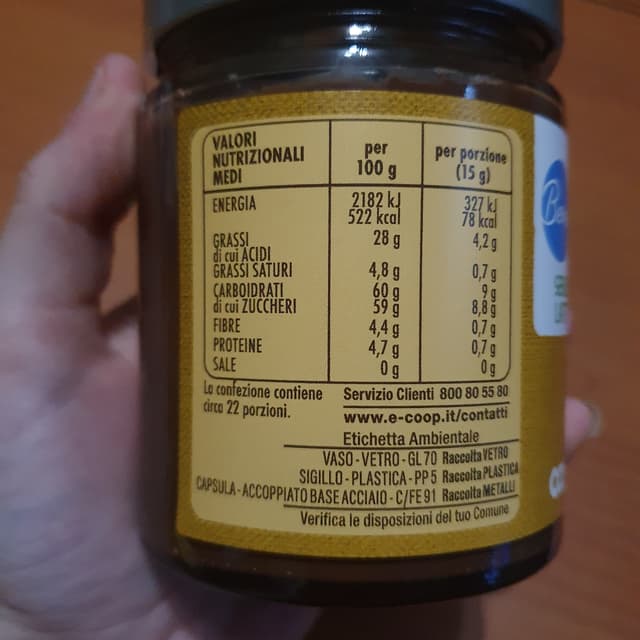 VALORI NUTRIZIONALI MEDI per 100 g per porzione (15 g)
ENERGIA 2182 kJ 522 kcal 327 kJ 78 kcal
GRASSI 28 g 4,2 g
di cui ACIDI GRASSI SATURI 4,8 g 0,7 g
CARBOIDRATI 60 g 9 g
di cui ZUCCHERI 59 g 8,8 g
FIBRE 4,4 g 0,7 g
PROTEINE 4,7 g 0,7 g
SALE 0 g 0 g
La confezione contiene
circa 22 porzioni.
Servizio Clienti 800 80 55 80
www.e-coop.it/contatti
Etichetta Ambientale
VASO - VETRO - GL 70 Raccolta VETRO
SIGILLO - PLASTICA - PP 5 Raccolta PLASTICA
CAPSULA - ACCOPPIATO BASE ACCIAIO - C/FE 91 Raccolta METALLI
Verifica le disposizioni del tuo Comune